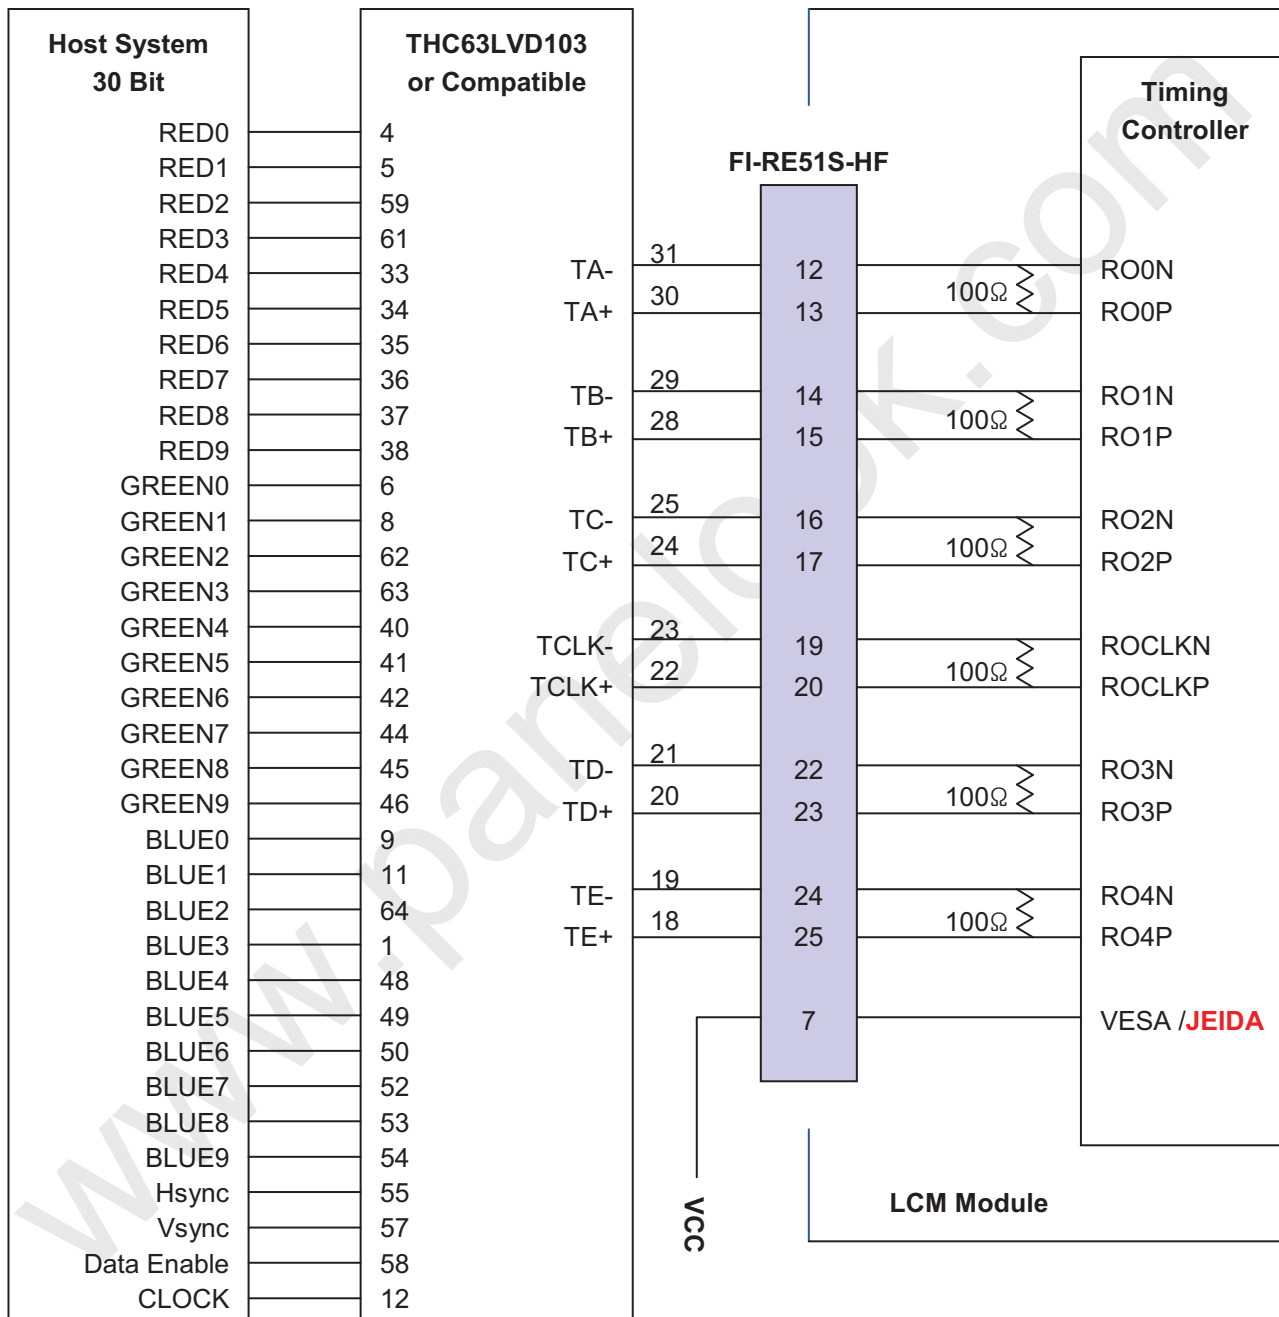 Host System
30 Bit
RED0
RED1
RED2
RED3
RED4
RED5
RED6
RED7
RED8
RED9
GREEN0
GREEN1
GREEN2
GREEN3
GREEN4
GREEN5
GREEN6
GREEN7
GREEN8
GREEN9
BLUE0
BLUE1
BLUE2
BLUE3
BLUE4
BLUE5
BLUE6
BLUE7
BLUE8
BLUE9
Hsync
Vsync
Data Enable
CLOCK
THC63LVD103
or Compatible
4
5
59
61
33
34
35
36
37
38
6
8
62
63
40
41
42
44
45
46
9
11
64
1
48
49
50
52
53
54
55
57
58
12
TA- 31
TA+ 30
TB- 29
TB+ 28
TC- 25
TC+ 24
TCLK- 23
TCLK+ 22
TD- 21
TD+ 20
TE- 19
TE+ 18
VCC
FI-RE51S-HF
12
13
14
15
16
17
19
20
22
23
24
25
7
100Ω
100Ω
100Ω
100Ω
100Ω
100Ω
Timing
Controller
RO0N
RO0P
RO1N
RO1P
RO2N
RO2P
ROCLKN
ROCLKP
RO3N
RO3P
RO4N
RO4P
VESA /JEIDA
LCM Module
www.panelook.com